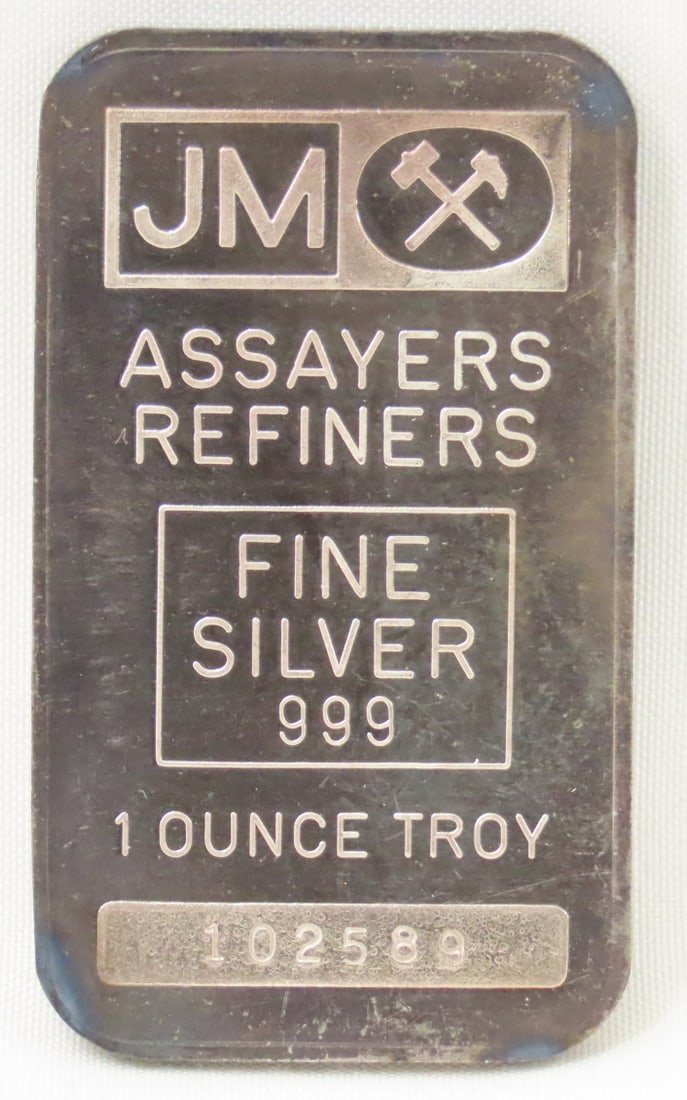 JM
ASSAYERS
REFINERS
FINE
SILVER
999
1 OUNCE TROY
102589